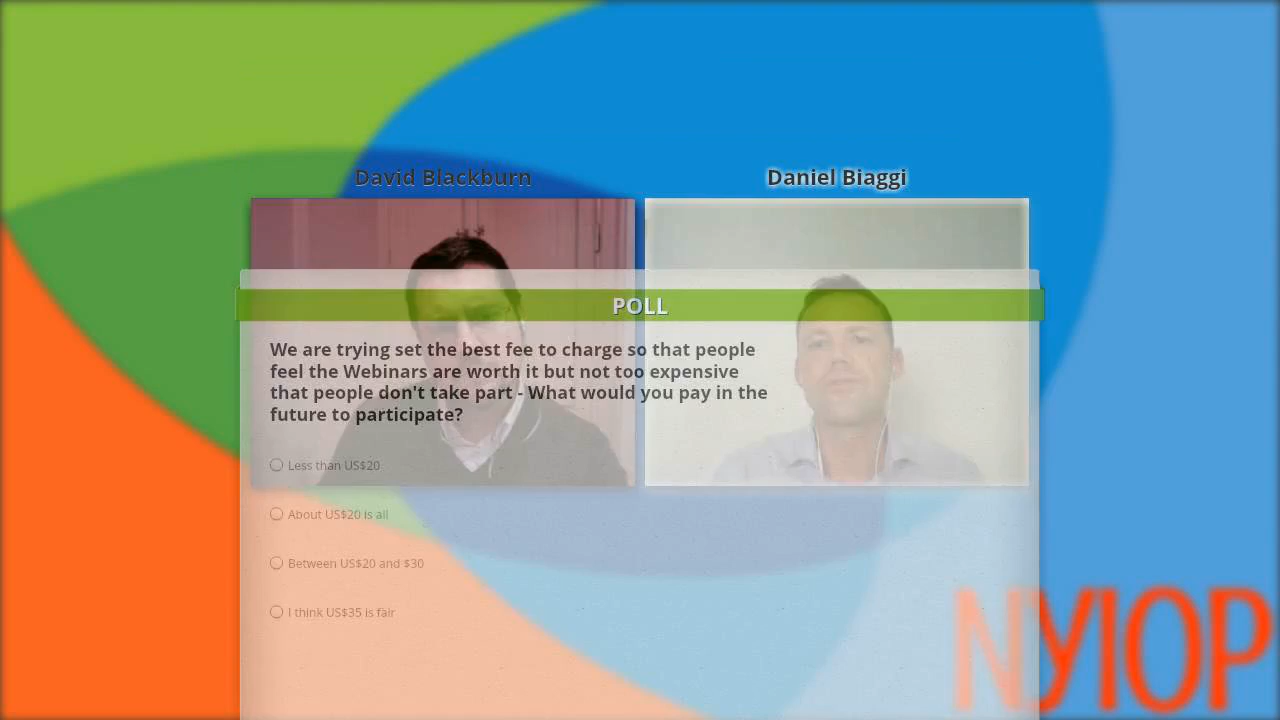 David Blackburn
Daniel Biaggi
POLL
We are trying set the best fee to charge so that people
feel the Webinars are worth it but not too expensive
that people don't take part - What would you pay in the
future to participate?
Less than US$20
About US$20 is all
Between US$20 and $30
I think US$35 is fair
NYIOP